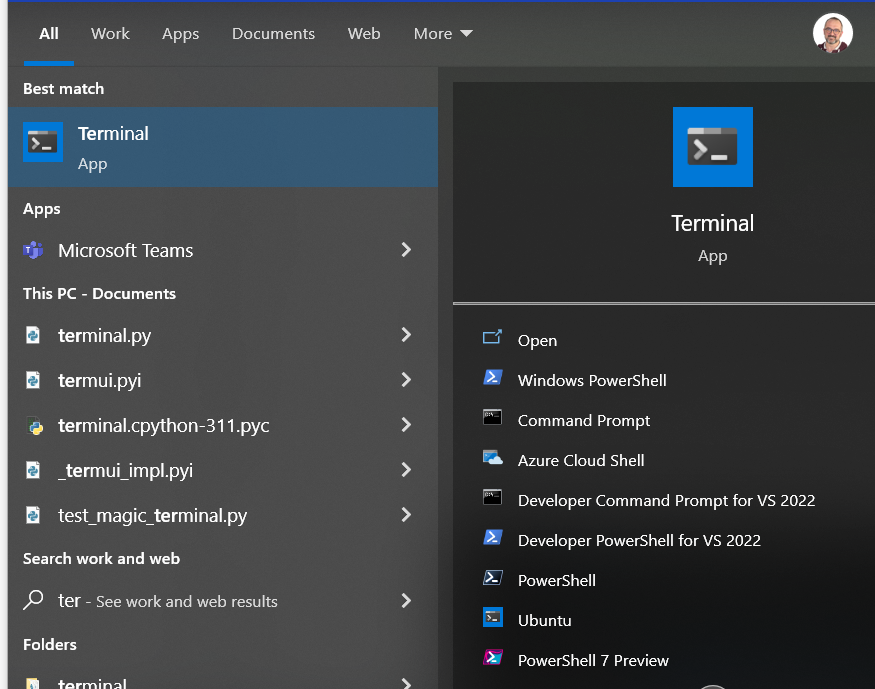 All Work Apps Documents Web More
Best match
Terminal
App
Apps
Microsoft Teams
This PC - Documents
terminal.py
termui.pyi
terminal.cpython-311.pyc
_termui_impl.pyi
test_magic_terminal.py
Search work and web
ter - See work and web results
Folders
terminal
Terminal
App
Open
Windows PowerShell
Command Prompt
Azure Cloud Shell
Developer Command Prompt for VS 2022
Developer PowerShell for VS 2022
PowerShell
Ubuntu
PowerShell 7 Preview